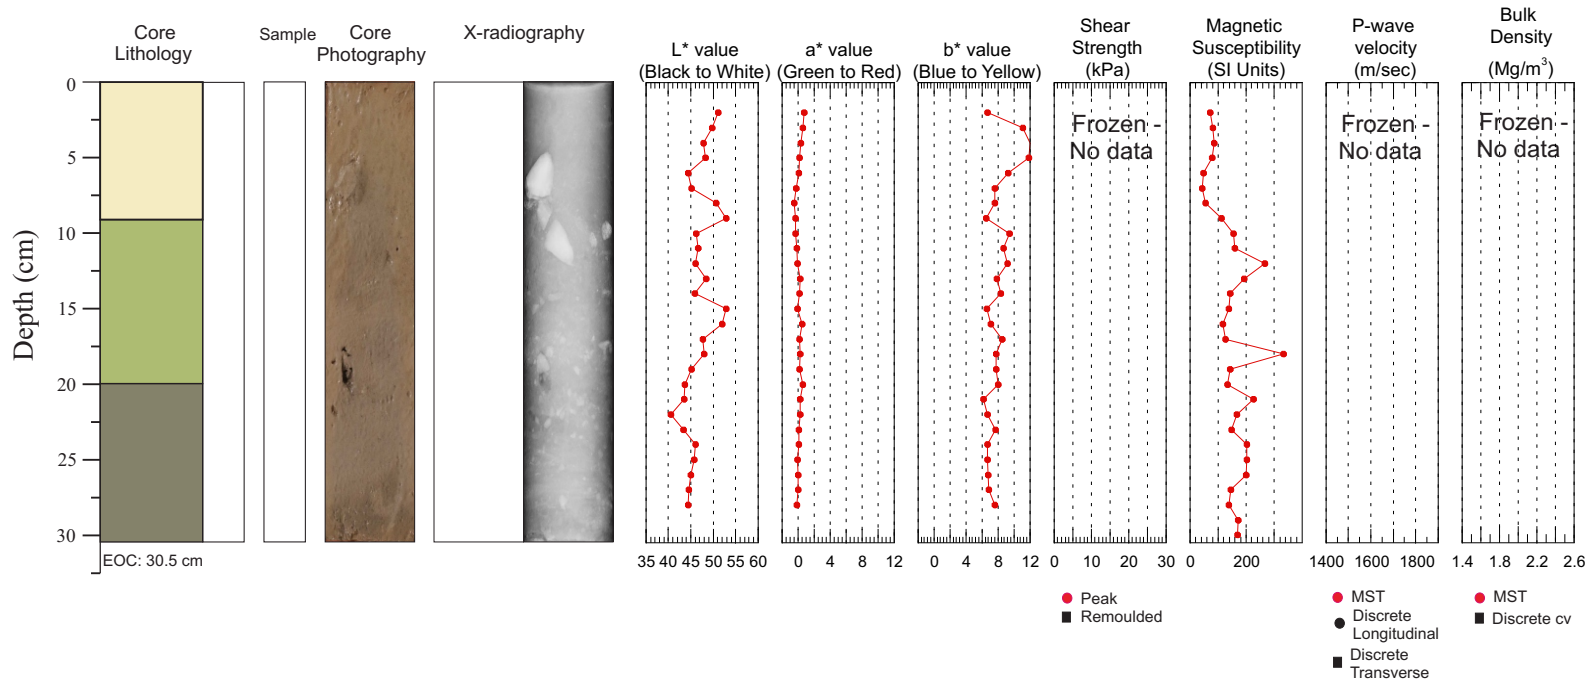 Core
Lithology
Sample
Core
Photography
X-radiography
L* value
(Black to White)
a* value
(Green to Red)
b* value
(Blue to Yellow)
Shear
Strength
(kPa)
Magnetic
Susceptibility
(SI Units)
P-wave
velocity
(m/sec)
Bulk
Density
(Mg/m³)
Depth (cm)
0
5
10
15
20
25
30
EOC: 30.5 cm
Frozen -
No data
Frozen -
No data
Frozen -
No data
35 40 45 50 55 60
0 4 8 12
0 4 8 12
0 10 20 30
0 200
1400 1600 1800
1.4 1.8 2.2 2.6
Peak
Remoulded
MST
Discrete
Longitudinal
Discrete
Transverse
MST
Discrete cv